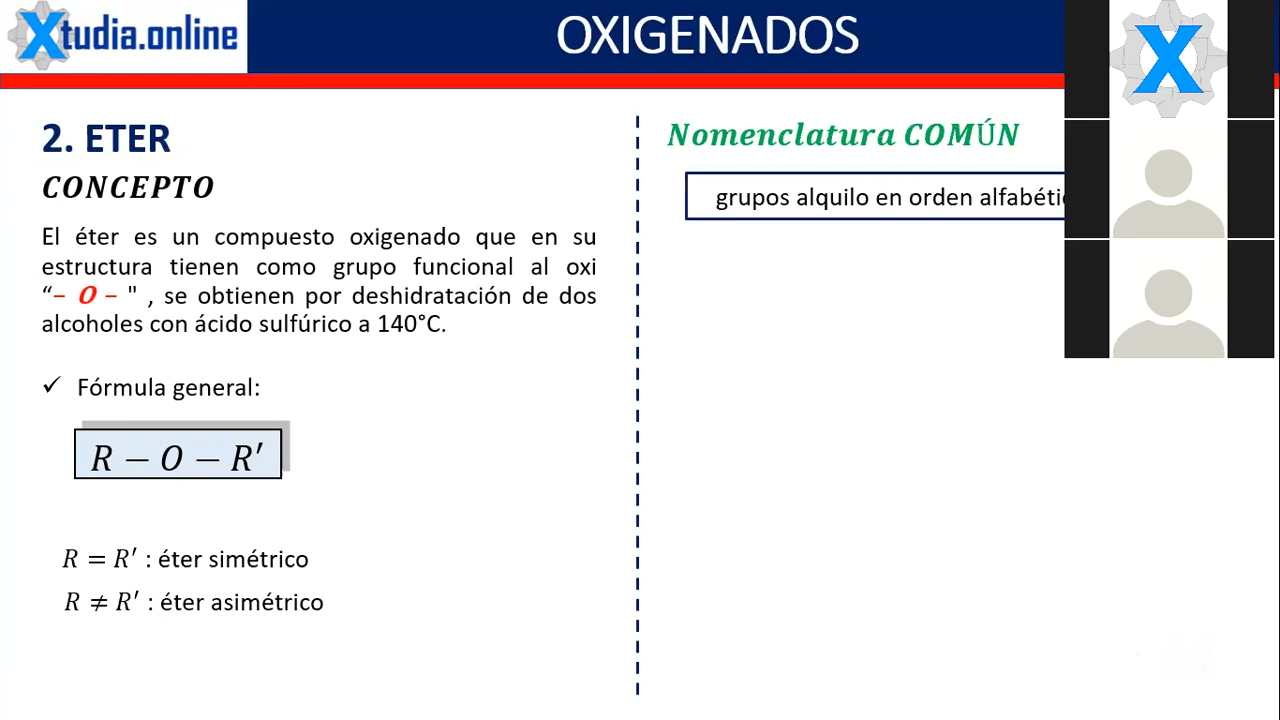 Xtudia.online
OXIGENADOS
2. ETER
CONCEPTO
El éter es un compuesto oxigenado que en su
estructura tienen como grupo funcional al oxi
“– O – " , se obtienen por deshidratación de dos
alcoholes con ácido sulfúrico a 140°C.
✓ Fórmula general:
R – O – R′
R = R′ : éter simétrico
R ≠ R′ : éter asimétrico
Nomenclatura COMÚN
grupos alquilo en orden
X